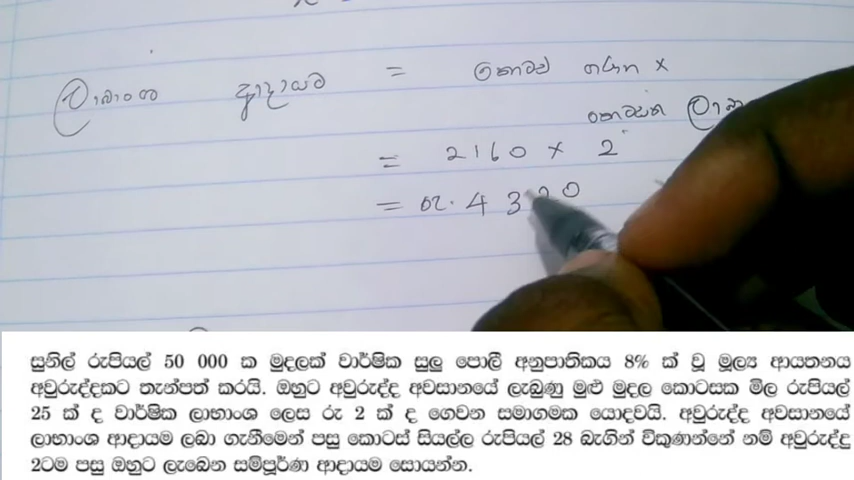 ලාබාංශ ආදායම = කොටස් ගණන ×
කොටසක ලාබා
= 2160 × 2
= රු. 4320
සුනිල් රුපියල් 50 000 ක මුදලක් වාර්ෂික සුලු පොලී අනුපාතිකය 8% ක් වූ මූල්‍ය ආයතනය
අවුරුද්දකට තැන්පත් කරයි. ඔහුට අවුරුද්ද අවසානයේ ලැබුණු මුළු මුදල කොටසක මිල රුපියල්
25 ක් ද වාර්ෂික ලාභාංශ ලෙස රු 2 ක් ද ගෙවන සමාගමක යොදවයි. අවුරුද්ද අවසානයේ
ලාභාංශ ආදායම ලබා ගැනීමෙන් පසු කොටස් සියල්ල රුපියල් 28 බැගින් විකුණන්නේ නම් අවුරුද්දු
2ටම පසු ඔහුට ලැබෙන සම්පූර්ණ ආදායම සොයන්න.